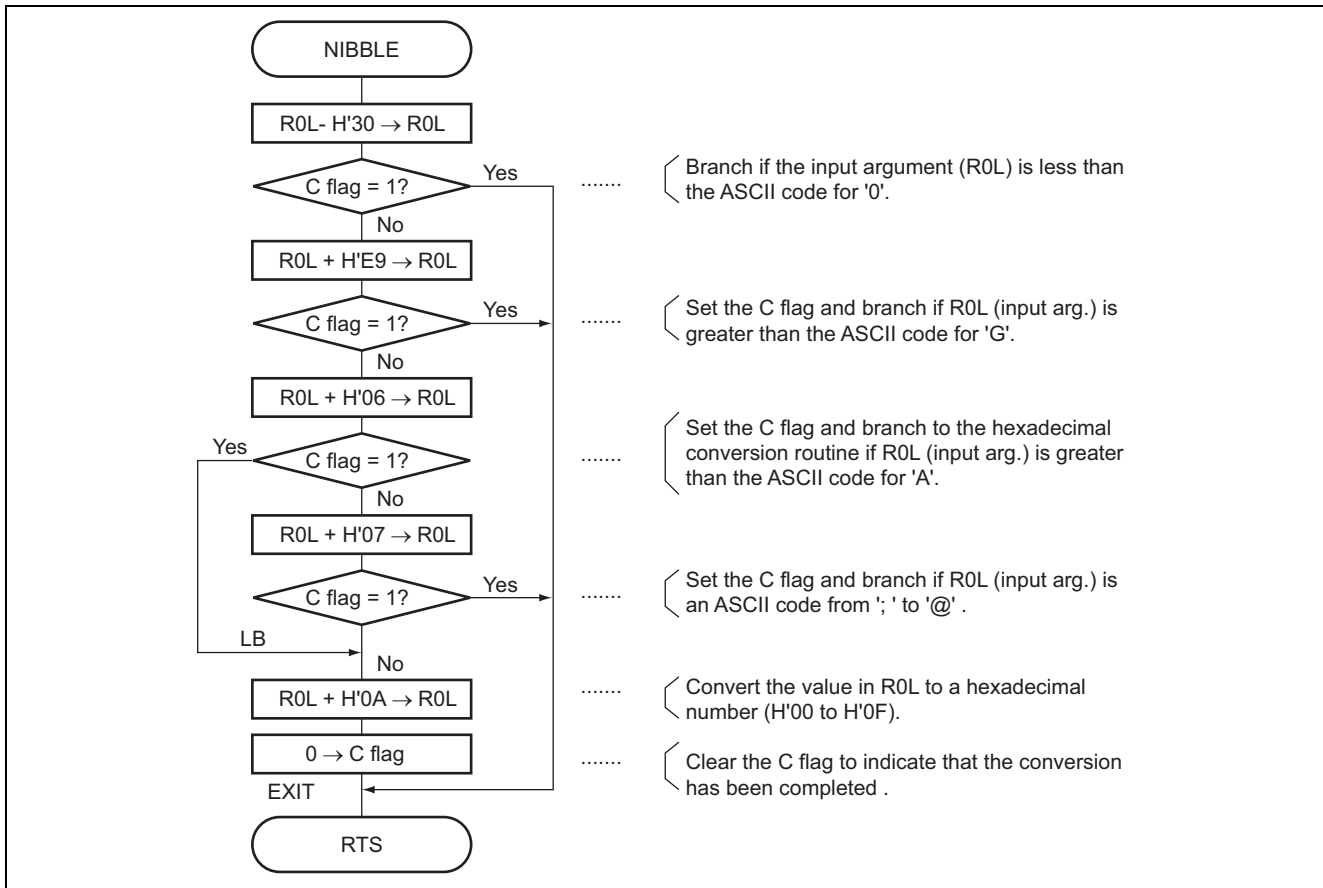 NIBBLE
R0L- H'30 → R0L
C flag = 1?
Yes
.......
Branch if the input argument (R0L) is less than
the ASCII code for '0'.
No
R0L + H'E9 → R0L
C flag = 1?
Yes
.......
Set the C flag and branch if R0L (input arg.) is
greater than the ASCII code for 'G'.
No
R0L + H'06 → R0L
Yes
C flag = 1?
.......
Set the C flag and branch to the hexadecimal
conversion routine if R0L (input arg.) is greater
than the ASCII code for 'A'.
No
R0L + H'07 → R0L
C flag = 1?
Yes
.......
Set the C flag and branch if R0L (input arg.) is
an ASCII code from '; ' to '@' .
LB
No
R0L + H'0A → R0L
.......
Convert the value in R0L to a hexadecimal
number (H'00 to H'0F).
0 → C flag
.......
Clear the C flag to indicate that the conversion
has been completed .
EXIT
RTS